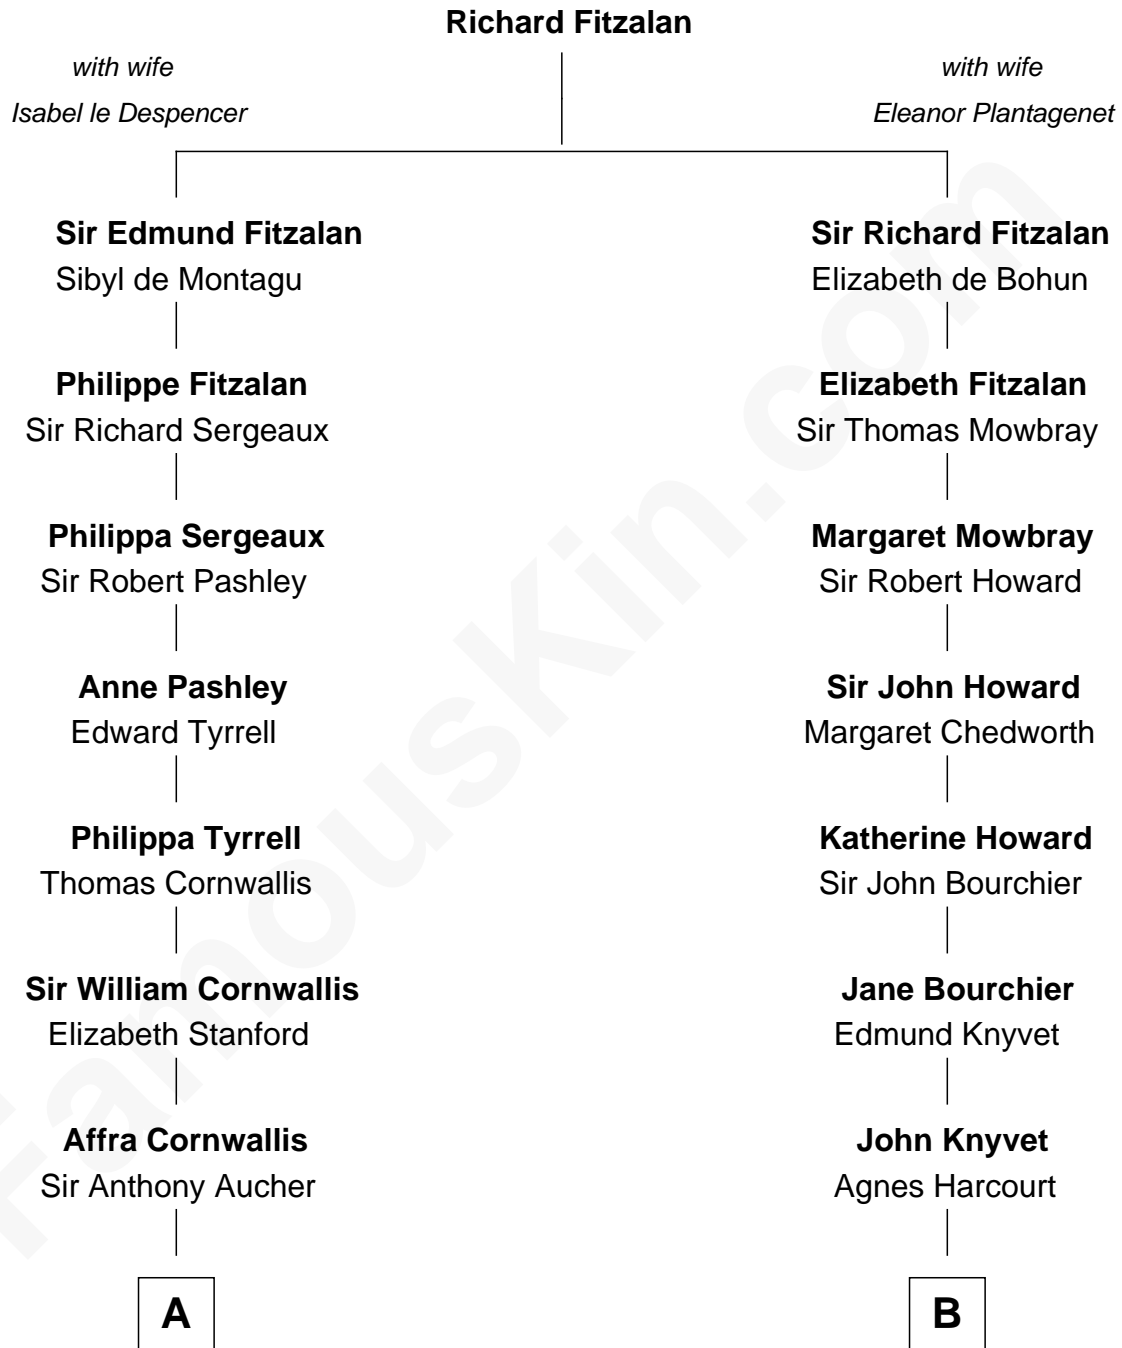 Richard Fitzalan
with wife
Isabel le Despencer
with wife
Eleanor Plantagenet
Sir Edmund Fitzalan
Sibyl de Montagu
Sir Richard Fitzalan
Elizabeth de Bohun
Philippe Fitzalan
Sir Richard Sergeaux
Elizabeth Fitzalan
Sir Thomas Mowbray
Philippa Sergeaux
Sir Robert Pashley
Margaret Mowbray
Sir Robert Howard
Anne Pashley
Edward Tyrrell
Sir John Howard
Margaret Chedworth
Philippa Tyrrell
Thomas Cornwallis
Katherine Howard
Sir John Bourchier
Sir William Cornwallis
Elizabeth Stanford
Jane Bourchier
Edmund Knyvet
Affra Cornwallis
Sir Anthony Aucher
John Knyvet
Agnes Harcourt
A
B
FamousKin.com